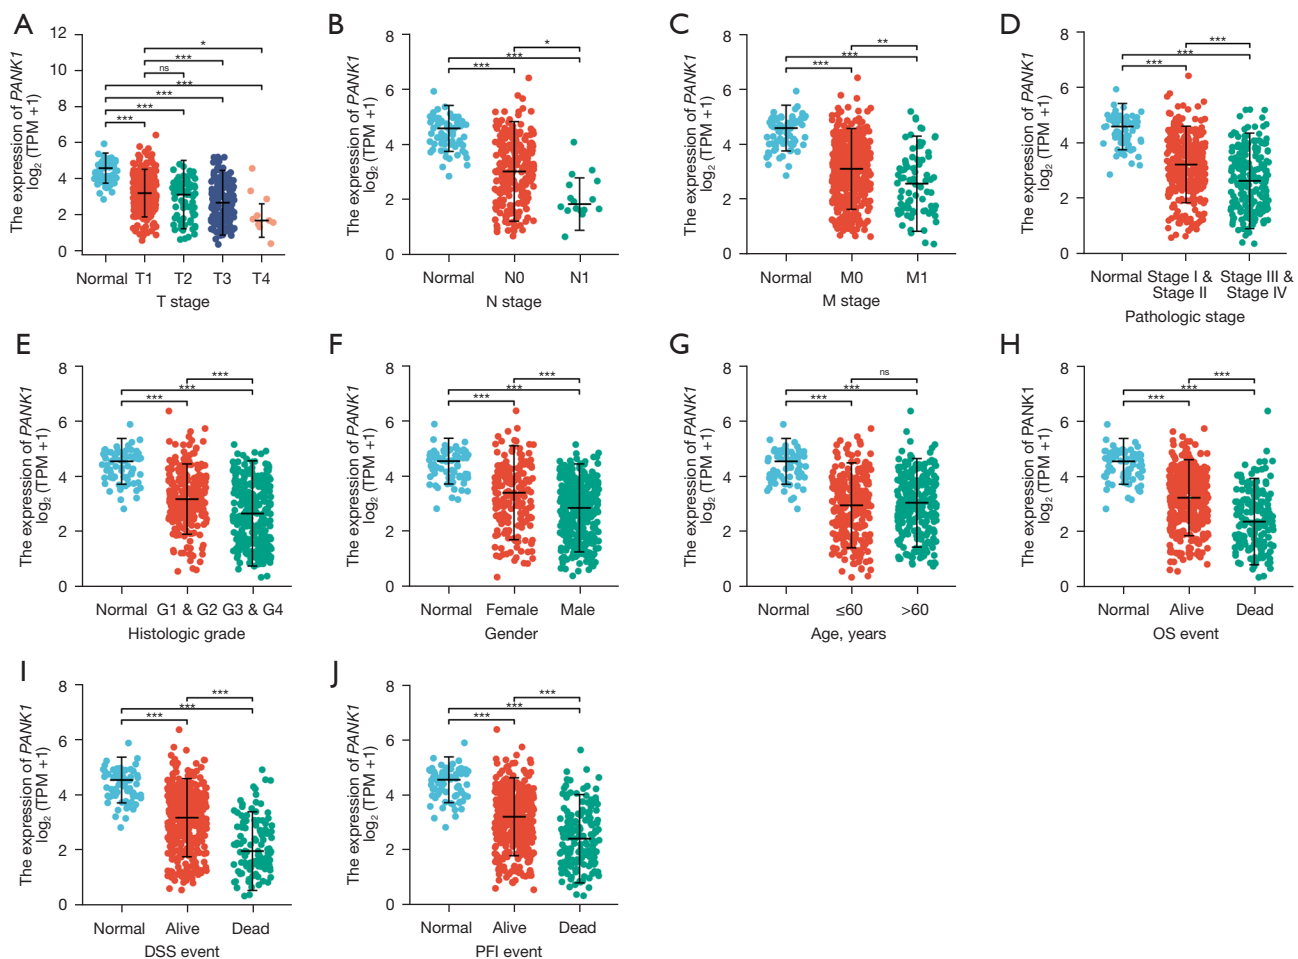 A
The expression of PANK1
log2 (TPM +1)
12
10
8
6
4
2
0
*
***
ns
***
***
***
***
Normal T1 T2 T3 T4
T stage
B
The expression of PANK1
log2 (TPM +1)
8
6
4
2
0
*
***
***
Normal N0 N1
N stage
C
The expression of PANK1
log2 (TPM +1)
8
6
4
2
0
**
***
***
Normal M0 M1
M stage
D
The expression of PANK1
log2 (TPM +1)
8
6
4
2
0
***
***
***
Normal Stage I & Stage III &
Stage II Stage IV
Pathologic stage
E
The expression of PANK1
log2 (TPM +1)
8
6
4
2
0
***
***
***
Normal G1 & G2 G3 & G4
Histologic grade
F
The expression of PANK1
log2 (TPM +1)
8
6
4
2
0
***
***
***
Normal Female Male
Gender
G
The expression of PANK1
log2 (TPM +1)
8
6
4
2
0
ns
***
***
Normal ≤60 >60
Age, years
H
The expression of PANK1
log2 (TPM +1)
8
6
4
2
0
***
***
***
Normal Alive Dead
OS event
I
The expression of PANK1
log2 (TPM +1)
8
6
4
2
0
***
***
***
Normal Alive Dead
DSS event
J
The expression of PANK1
log2 (TPM +1)
8
6
4
2
0
***
***
***
Normal Alive Dead
PFI event